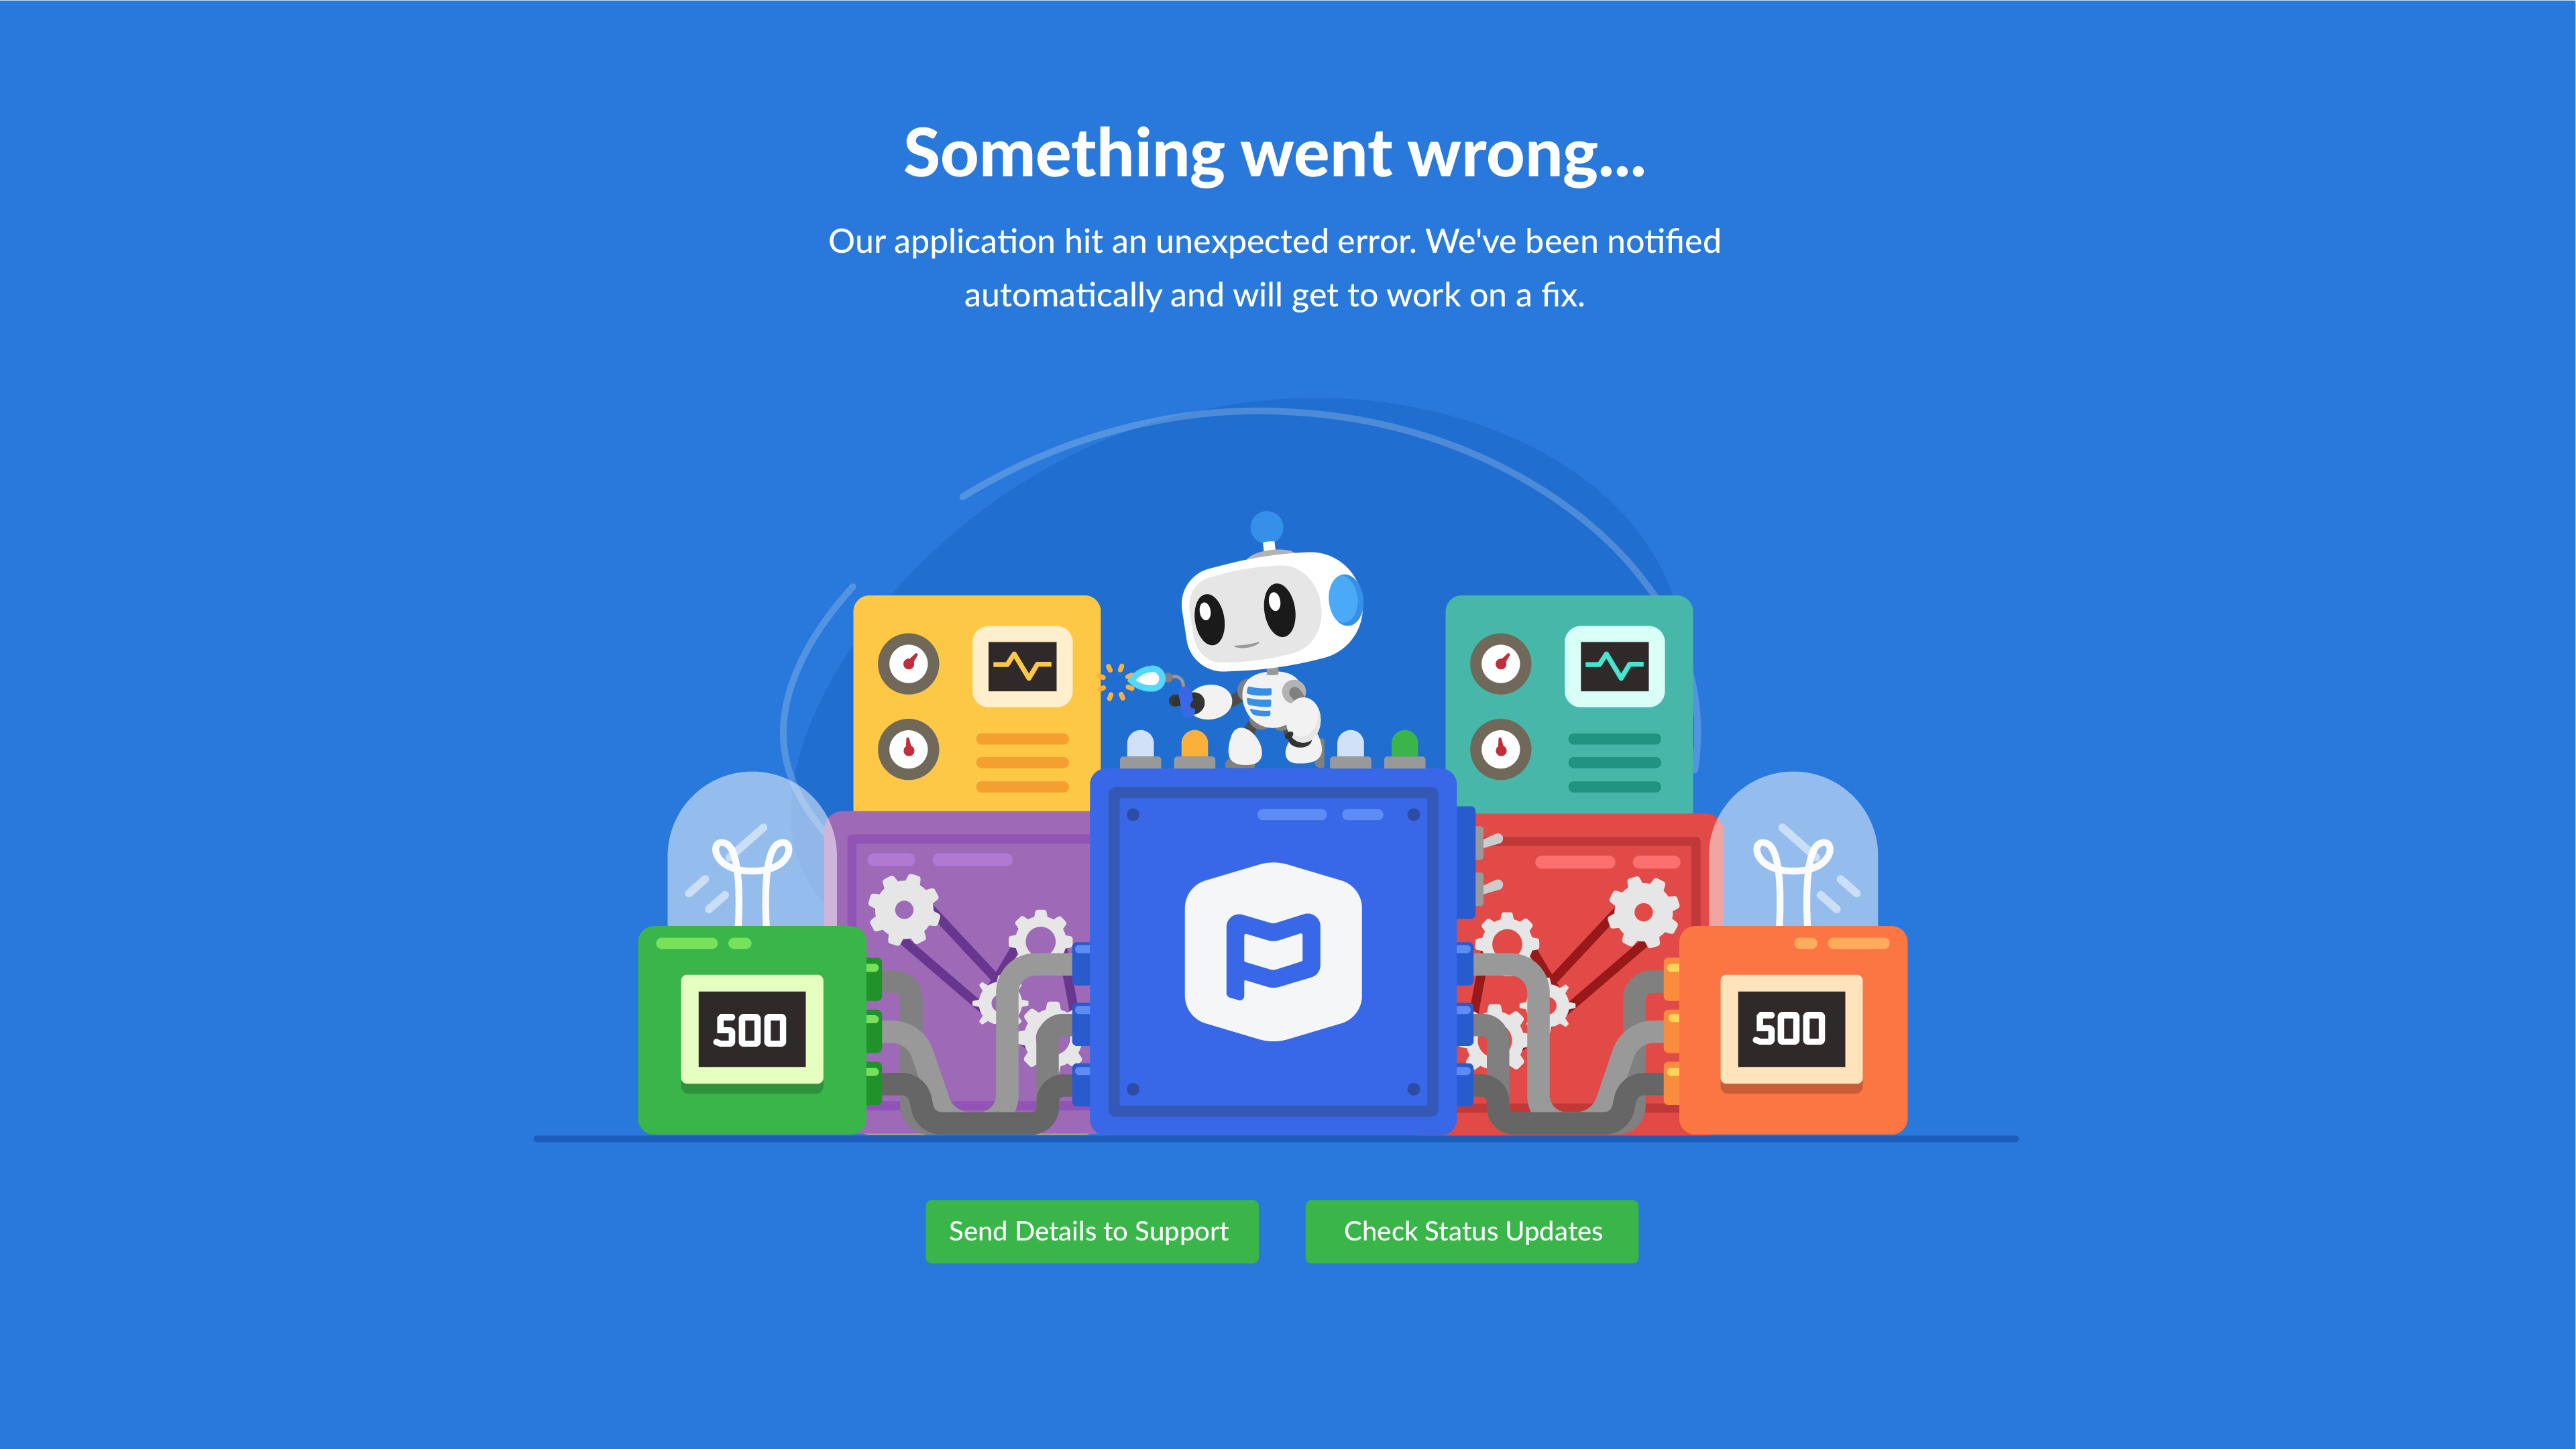 Something went wrong...
Our application hit an unexpected error. We've been notified
automatically and will get to work on a fix.
500
500
Send Details to Support
Check Status Updates